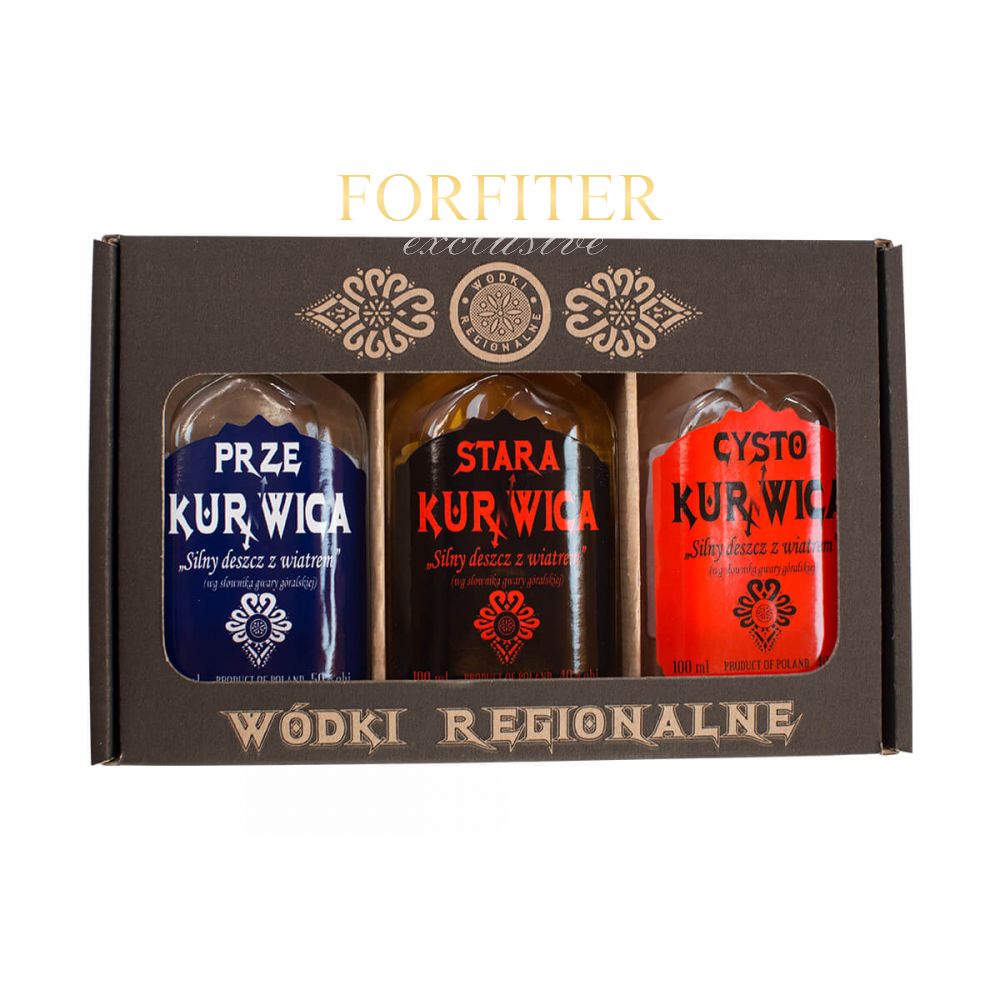 FORFITER
exclusive
WÓDKI
REGIONALNE
PRZE
KURWICA
„Silny deszcz z wiatrem”
(wg słownika gwary góralskiej)
PRODUCT OF POLAND 50%
STARA
KURWICA
„Silny deszcz z wiatrem”
(wg słownika gwary góralskiej)
100 ml PRODUCT OF POLAND 40%
CYSTO
KURWICA
„Silny deszcz z wiatrem
(wg słownika gwary góralskiej)
100 ml PRODUCT OF POLAND
WÓDKI REGIONALNE